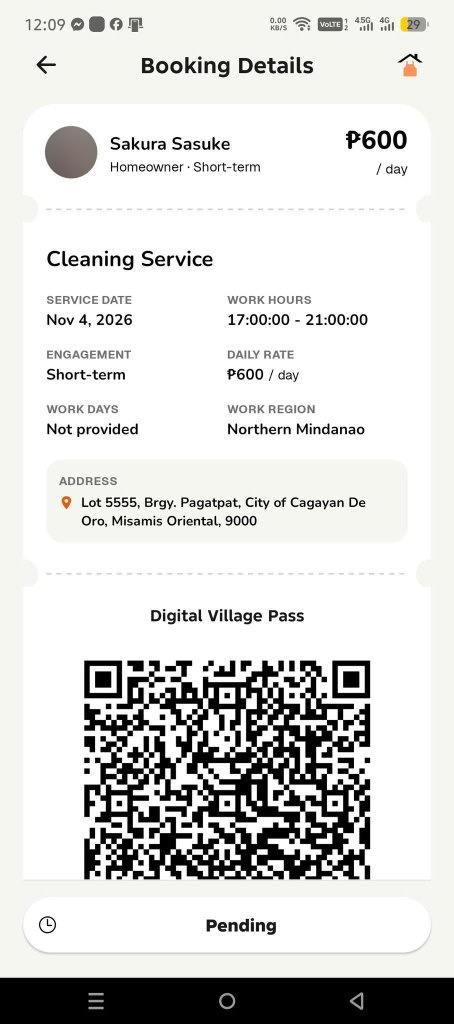 12:09
0.00 KB/S
VoLTE 1 2
4.5G
4G
29
Booking Details
Sakura Sasuke
₱600
Homeowner · Short-term
/ day
Cleaning Service
SERVICE DATE
WORK HOURS
Nov 4, 2026
17:00:00 - 21:00:00
ENGAGEMENT
DAILY RATE
Short-term
₱600 / day
WORK DAYS
WORK REGION
Not provided
Northern Mindanao
ADDRESS
Lot 5555, Brgy. Pagatpat, City of Cagayan De
Oro, Misamis Oriental, 9000
Digital Village Pass
Pending